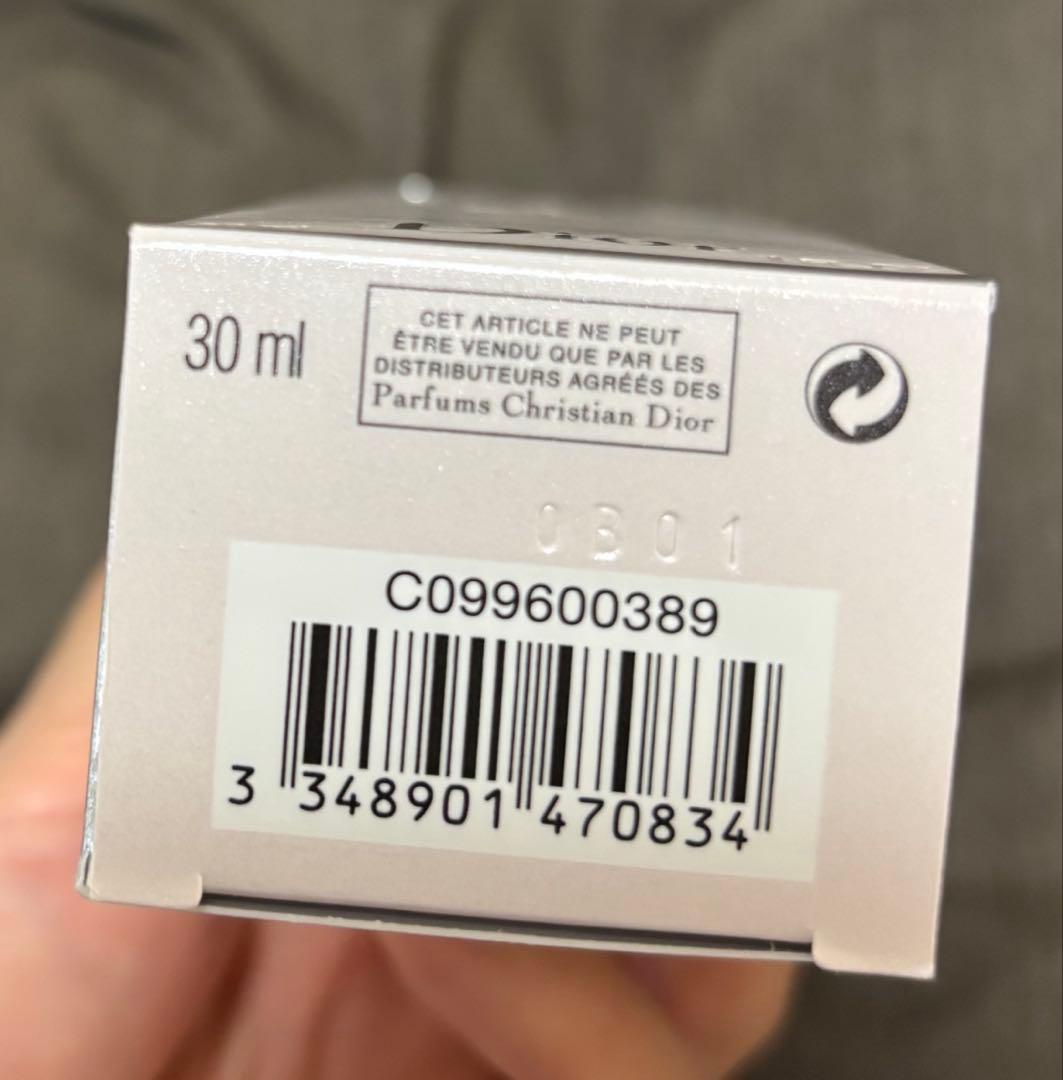 Dior
30 ml
CET ARTICLE NE PEUT
ÊTRE VENDU QUE PAR LES
DISTRIBUTEURS AGRÉÉS DES
Parfums Christian Dior
0B01
C099600389
3 348901 470834